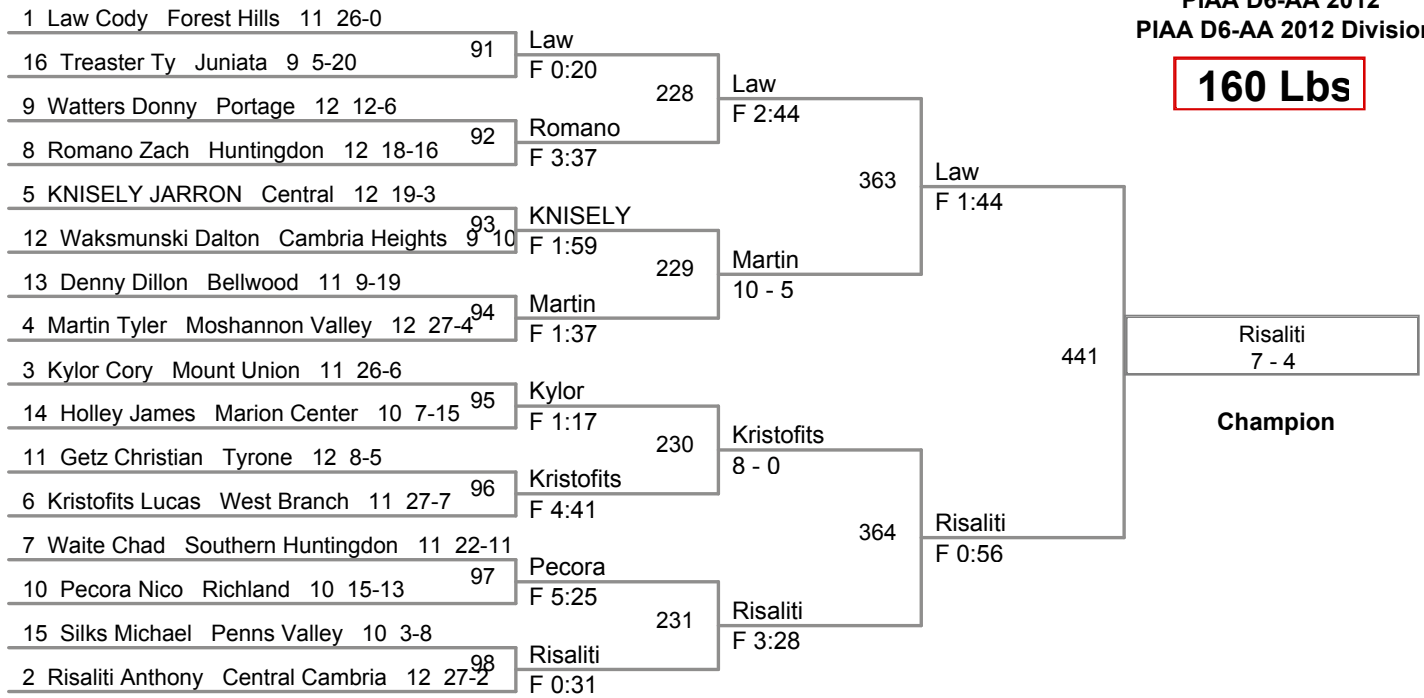 PIAA D6-AA 2012
PIAA D6-AA 2012 Division
160 Lbs
1 Law Cody Forest Hills 11 26-0
16 Treaster Ty Juniata 9 5-20
9 Watters Donny Portage 12 12-6
8 Romano Zach Huntingdon 12 18-16
5 KNISELY JARRON Central 12 19-3
12 Waksmunski Dalton Cambria Heights 9 10
13 Denny Dillon Bellwood 11 9-19
4 Martin Tyler Moshannon Valley 12 27-4
3 Kylor Cory Mount Union 11 26-6
14 Holley James Marion Center 10 7-15
11 Getz Christian Tyrone 12 8-5
6 Kristofits Lucas West Branch 11 27-7
7 Waite Chad Southern Huntingdon 11 22-11
10 Pecora Nico Richland 10 15-13
15 Silks Michael Penns Valley 10 3-8
2 Risaliti Anthony Central Cambria 12 27-2
91
92
93
94
95
96
97
98
Law
F 0:20
Romano
F 3:37
KNISELY
F 1:59
Martin
F 1:37
Kylor
F 1:17
Kristofits
F 4:41
Pecora
F 5:25
Risaliti
F 0:31
228
229
230
231
Law
F 2:44
Martin
10 - 5
Kristofits
8 - 0
Risaliti
F 3:28
363
364
Law
F 1:44
Risaliti
F 0:56
441
Risaliti
7 - 4
Champion